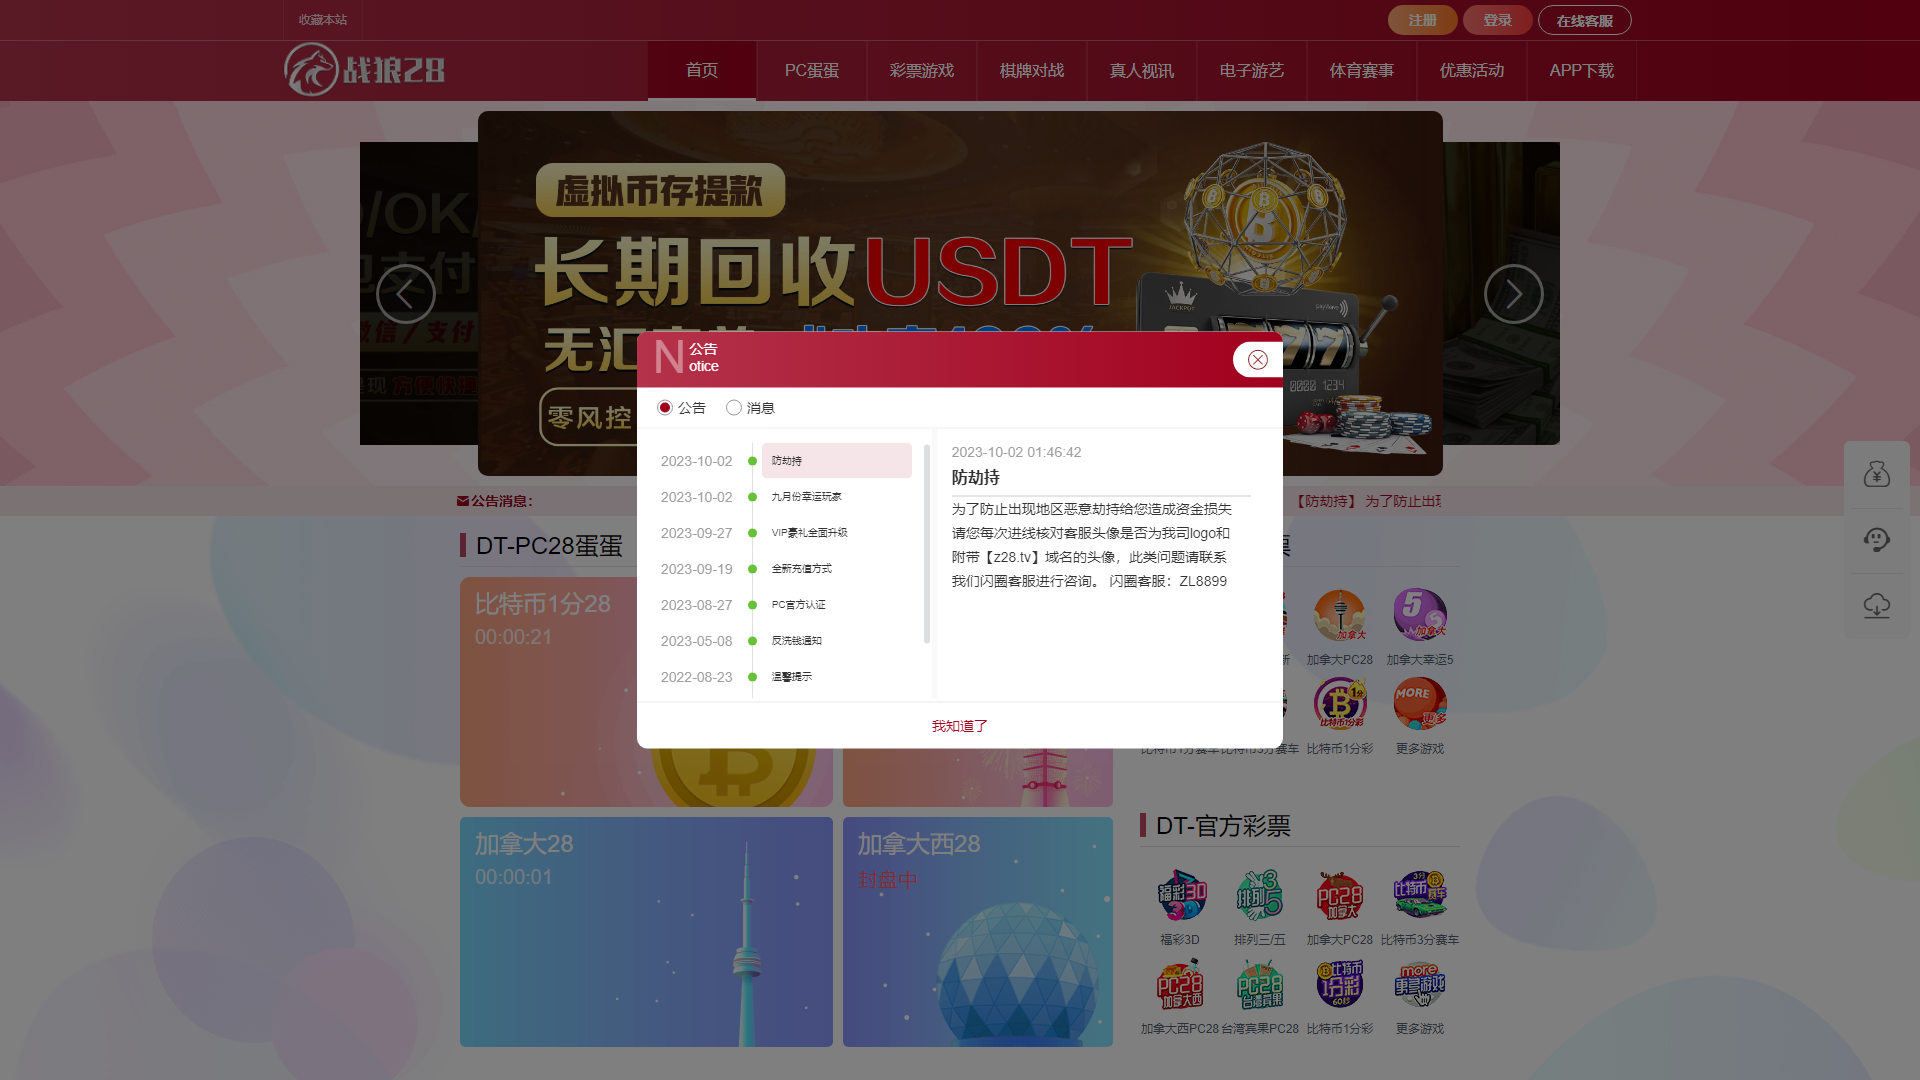 收藏本站
注册
登录
在线客服
战狼28
首页
PC蛋蛋
彩票游戏
棋牌对战
真人视讯
电子游艺
体育赛事
优惠活动
APP下载
/OK/
包支付
微信/支付
方便快捷
虚拟币存提款
长期回收USDT
零风控
JACKPOT
0000 1234
公告消息：
【防劫持】 为了防止出现
N
公告
otice
公告
消息
2023-10-02 防劫持
2023-10-02 九月份幸运玩家
2023-09-27 VIP豪礼全面升级
2023-09-19 全新充值方式
2023-08-27 PC官方认证
2023-05-08 反洗钱通知
2022-08-23 温馨提示
2023-10-02 01:46:42
防劫持
为了防止出现地区恶意劫持给您造成资金损失
请您每次进线核对客服头像是否为我司logo和
附带【z28.tv】域名的头像，此类问题请联系
我们闪圈客服进行咨询。 闪圈客服：ZL8899
我知道了
DT-PC28蛋蛋
比特币1分28
00:00:21
加拿大28
00:00:01
加拿大西28
封盘中
票
加拿大PC28
加拿大幸运5
比特币1分赛车
比特币3分赛车
比特币1分彩
更多游戏
DT-官方彩票
福彩3D
排列三/五
加拿大PC28
比特币3分赛车
加拿大西PC28
台湾宾果PC28
比特币1分彩
更多游戏